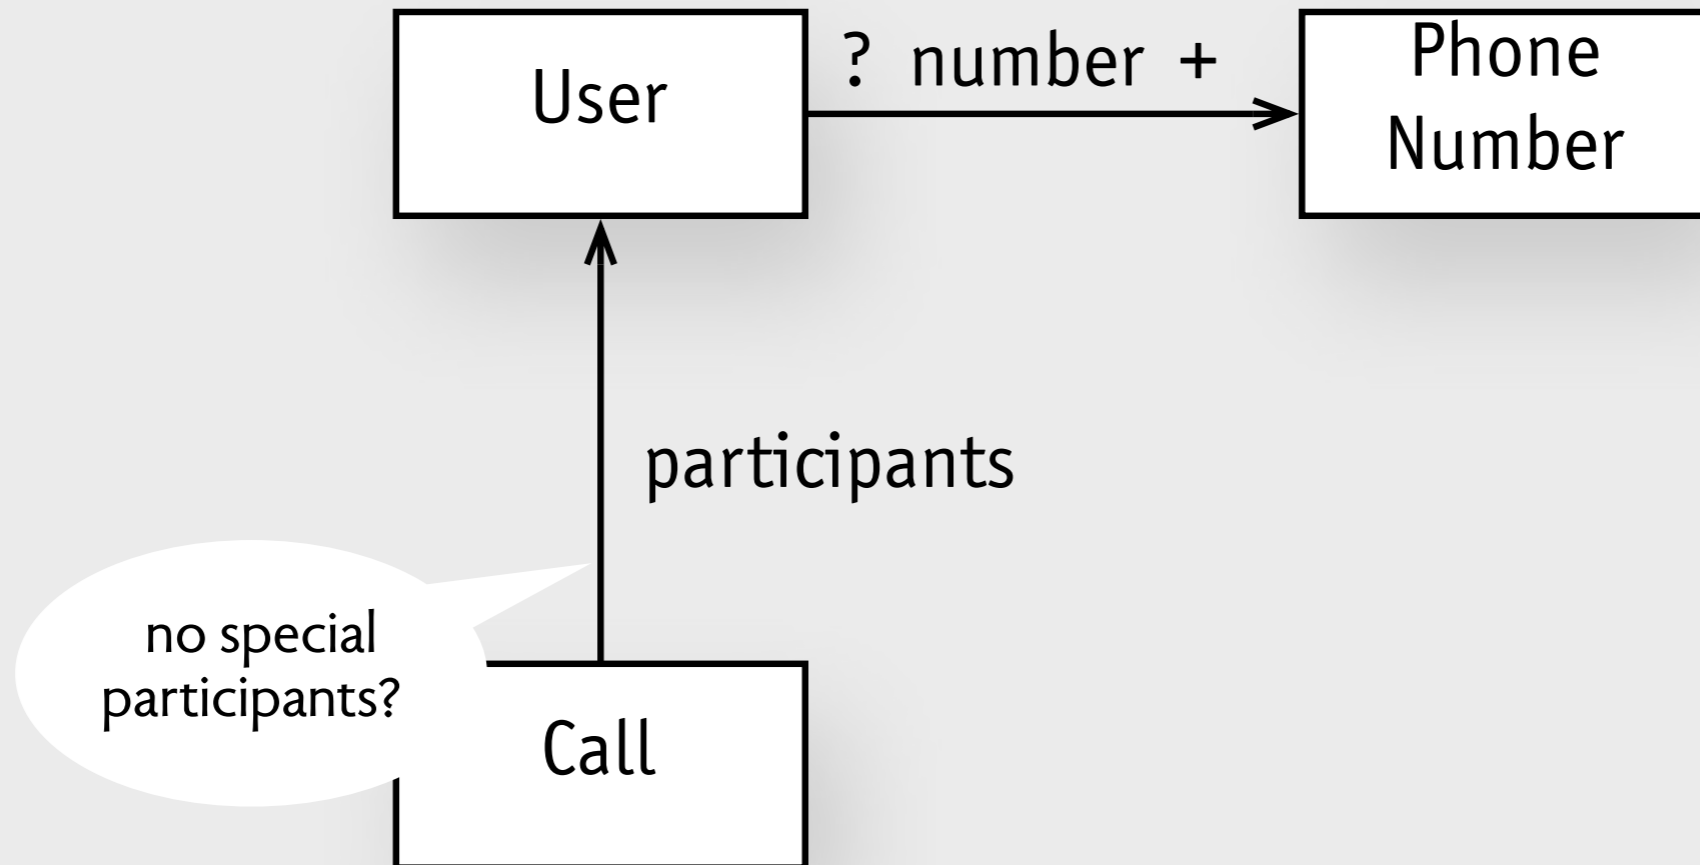 User
? number +
Phone
Number
participants
no special
participants?
Call